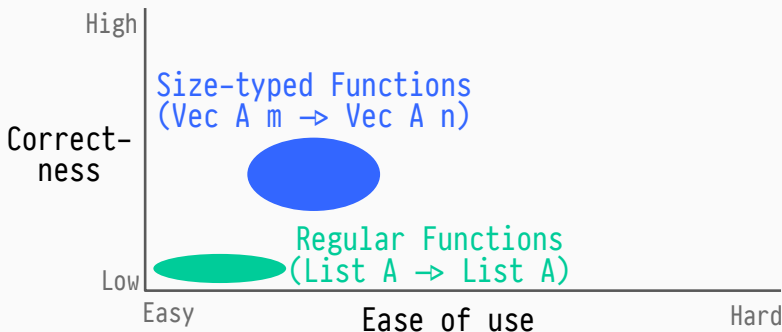 High
Size-typed Functions
(Vec A m → Vec A n)
Correct-
ness
Regular Functions
(List A → List A)
Low
Easy
Ease of use
Hard